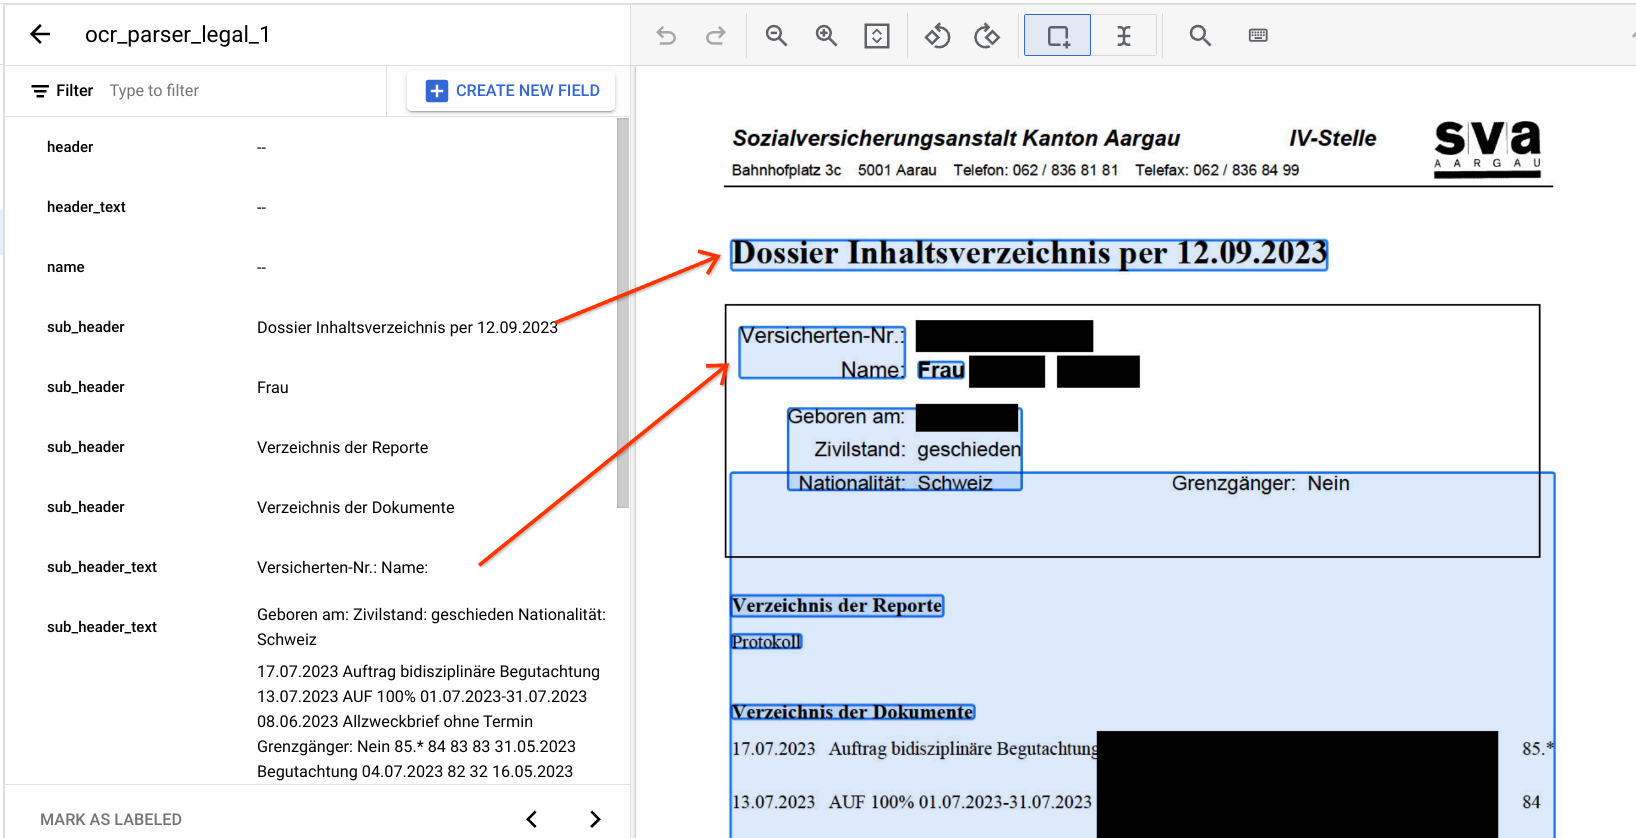 ocr_parser_legal_1
Filter Type to filter
CREATE NEW FIELD
header --
header_text --
name --
sub_header Dossier Inhaltsverzeichnis per 12.09.2023
sub_header Frau
sub_header Verzeichnis der Reporte
sub_header Verzeichnis der Dokumente
sub_header_text Versicherten-Nr.: Name:
sub_header_text Geboren am: Zivilstand: geschieden Nationalität:
Schweiz
17.07.2023 Auftrag bidisziplinäre Begutachtung
13.07.2023 AUF 100% 01.07.2023-31.07.2023
08.06.2023 Allzweckbrief ohne Termin
Grenzgänger: Nein 85.* 84 83 83 31.05.2023
Begutachtung 04.07.2023 82 32 16.05.2023
MARK AS LABELED
Sozialversicherungsanstalt Kanton Aargau IV-Stelle
sva
AARGAU
Bahnhofplatz 3c 5001 Aarau Telefon: 062 / 836 81 81 Telefax: 062 / 836 84 99
Dossier Inhaltsverzeichnis per 12.09.2023
Versicherten-Nr.:
Name: Frau
Geboren am:
Zivilstand: geschieden
Nationalität: Schweiz Grenzgänger: Nein
Verzeichnis der Reporte
Protokoll
Verzeichnis der Dokumente
17.07.2023 Auftrag bidisziplinäre Begutachtung 85.*
13.07.2023 AUF 100% 01.07.2023-31.07.2023 84